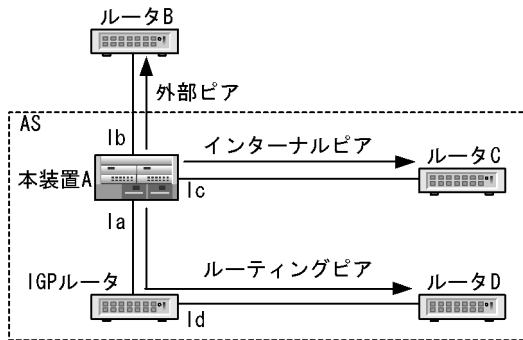 ルータB
外部ピア
AS
Ib
インターナルピア
ルータC
本装置A
Ic
Ia
IGPルータ
ルーティングピア
ルータD
Id